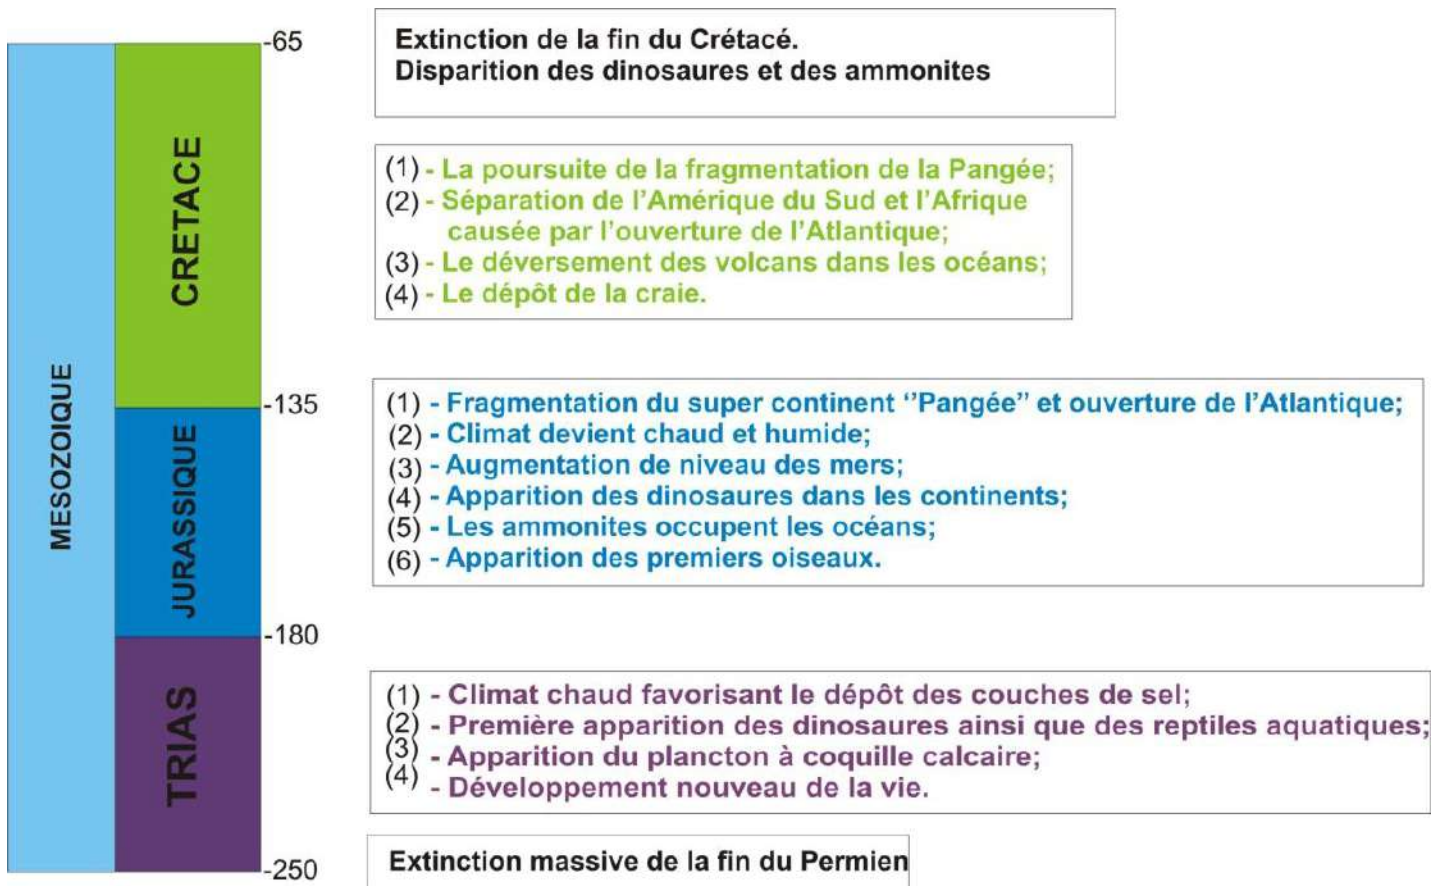 MESOZOIQUE
CRETACE
JURASSIQUE
TRIAS
-65
-135
-180
-250
Extinction de la fin du Crétacé.
Disparition des dinosaures et des ammonites
(1) - La poursuite de la fragmentation de la Pangée;
(2) - Séparation de l'Amérique du Sud et l'Afrique
causée par l'ouverture de l'Atlantique;
(3) - Le déversement des volcans dans les océans;
(4) - Le dépôt de la craie.
(1) - Fragmentation du super continent ‘‘Pangée’’ et ouverture de l'Atlantique;
(2) - Climat devient chaud et humide;
(3) - Augmentation de niveau des mers;
(4) - Apparition des dinosaures dans les continents;
(5) - Les ammonites occupent les océans;
(6) - Apparition des premiers oiseaux.
(1) - Climat chaud favorisant le dépôt des couches de sel;
(2) - Première apparition des dinosaures ainsi que des reptiles aquatiques;
(3) - Apparition du plancton à coquille calcaire;
(4) - Développement nouveau de la vie.
Extinction massive de la fin du Permien